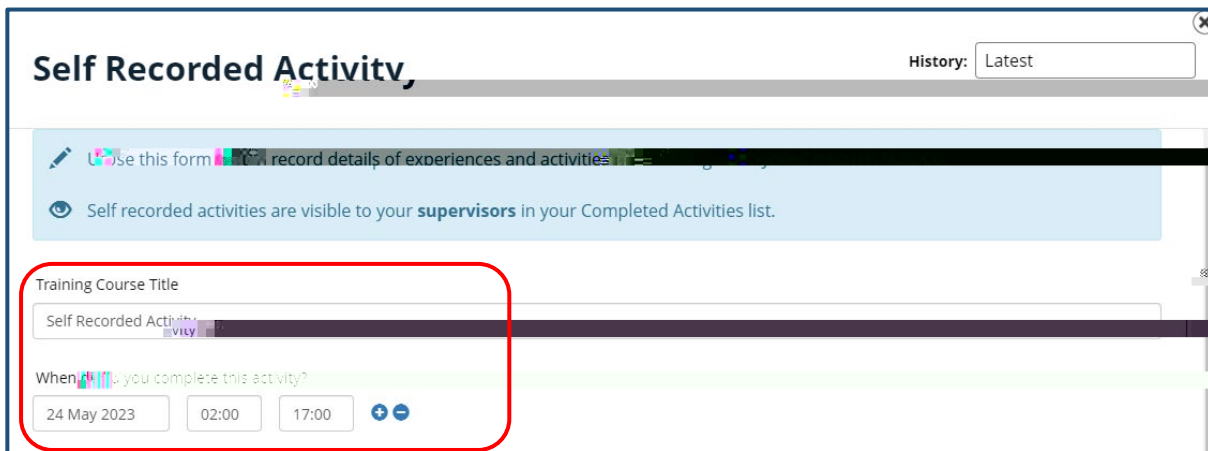 Self Recorded Activity
History: Latest
Use this form record details of experiences and activities
Self recorded activities are visible to your supervisors in your Completed Activities list.
Training Course Title
Self Recorded Activity
When you complete this activity?
24 May 2023 02:00 17:00